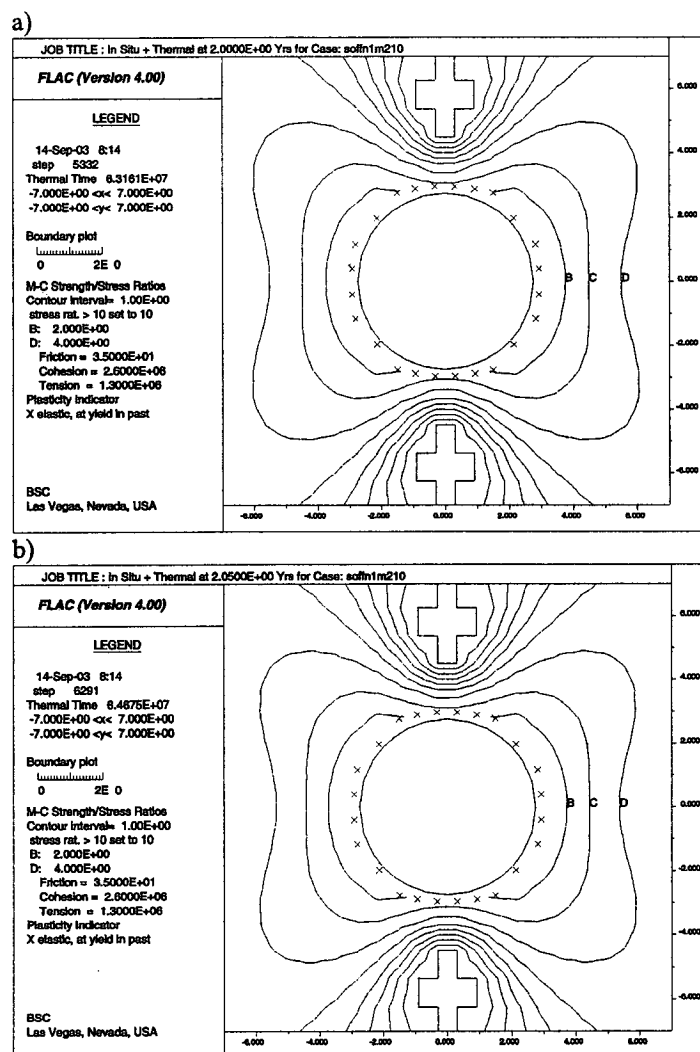 a)
JOB TITLE : In Situ + Thermal at 2.0000E+00 Yrs for Case: soffn1m210
FLAC (Version 4.00)
LEGEND
14-Sep-03 8:14
step 5332
Thermal Time 6.3161E+07
-7.000E+00 <x< 7.000E+00
-7.000E+00 <y< 7.000E+00
Boundary plot
0 2E 0
M-C Strength/Stress Ratios
Contour interval= 1.00E+00
stress rat. > 10 set to 10
B: 2.000E+00
D: 4.000E+00
Friction = 3.5000E+01
Cohesion = 2.6000E+06
Tension = 1.3000E+06
Plasticity Indicator
X elastic, at yield in past
BSC
Las Vegas, Nevada, USA
B C D
6.000
4.000
2.000
0.000
-2.000
-4.000
-6.000
-6.000 -4.000 -2.000 0.000 2.000 4.000 6.000
b)
JOB TITLE : In Situ + Thermal at 2.0500E+00 Yrs for Case: soffn1m210
FLAC (Version 4.00)
LEGEND
14-Sep-03 8:14
step 6291
Thermal Time 6.4675E+07
-7.000E+00 <x< 7.000E+00
-7.000E+00 <y< 7.000E+00
Boundary plot
0 2E 0
M-C Strength/Stress Ratios
Contour interval= 1.00E+00
stress rat. > 10 set to 10
B: 2.000E+00
D: 4.000E+00
Friction = 3.5000E+01
Cohesion = 2.6000E+06
Tension = 1.3000E+06
Plasticity Indicator
X elastic, at yield in past
BSC
Las Vegas, Nevada, USA
B C D
6.000
4.000
2.000
0.000
-2.000
-4.000
-6.000
-6.000 -4.000 -2.000 0.000 2.000 4.000 6.000